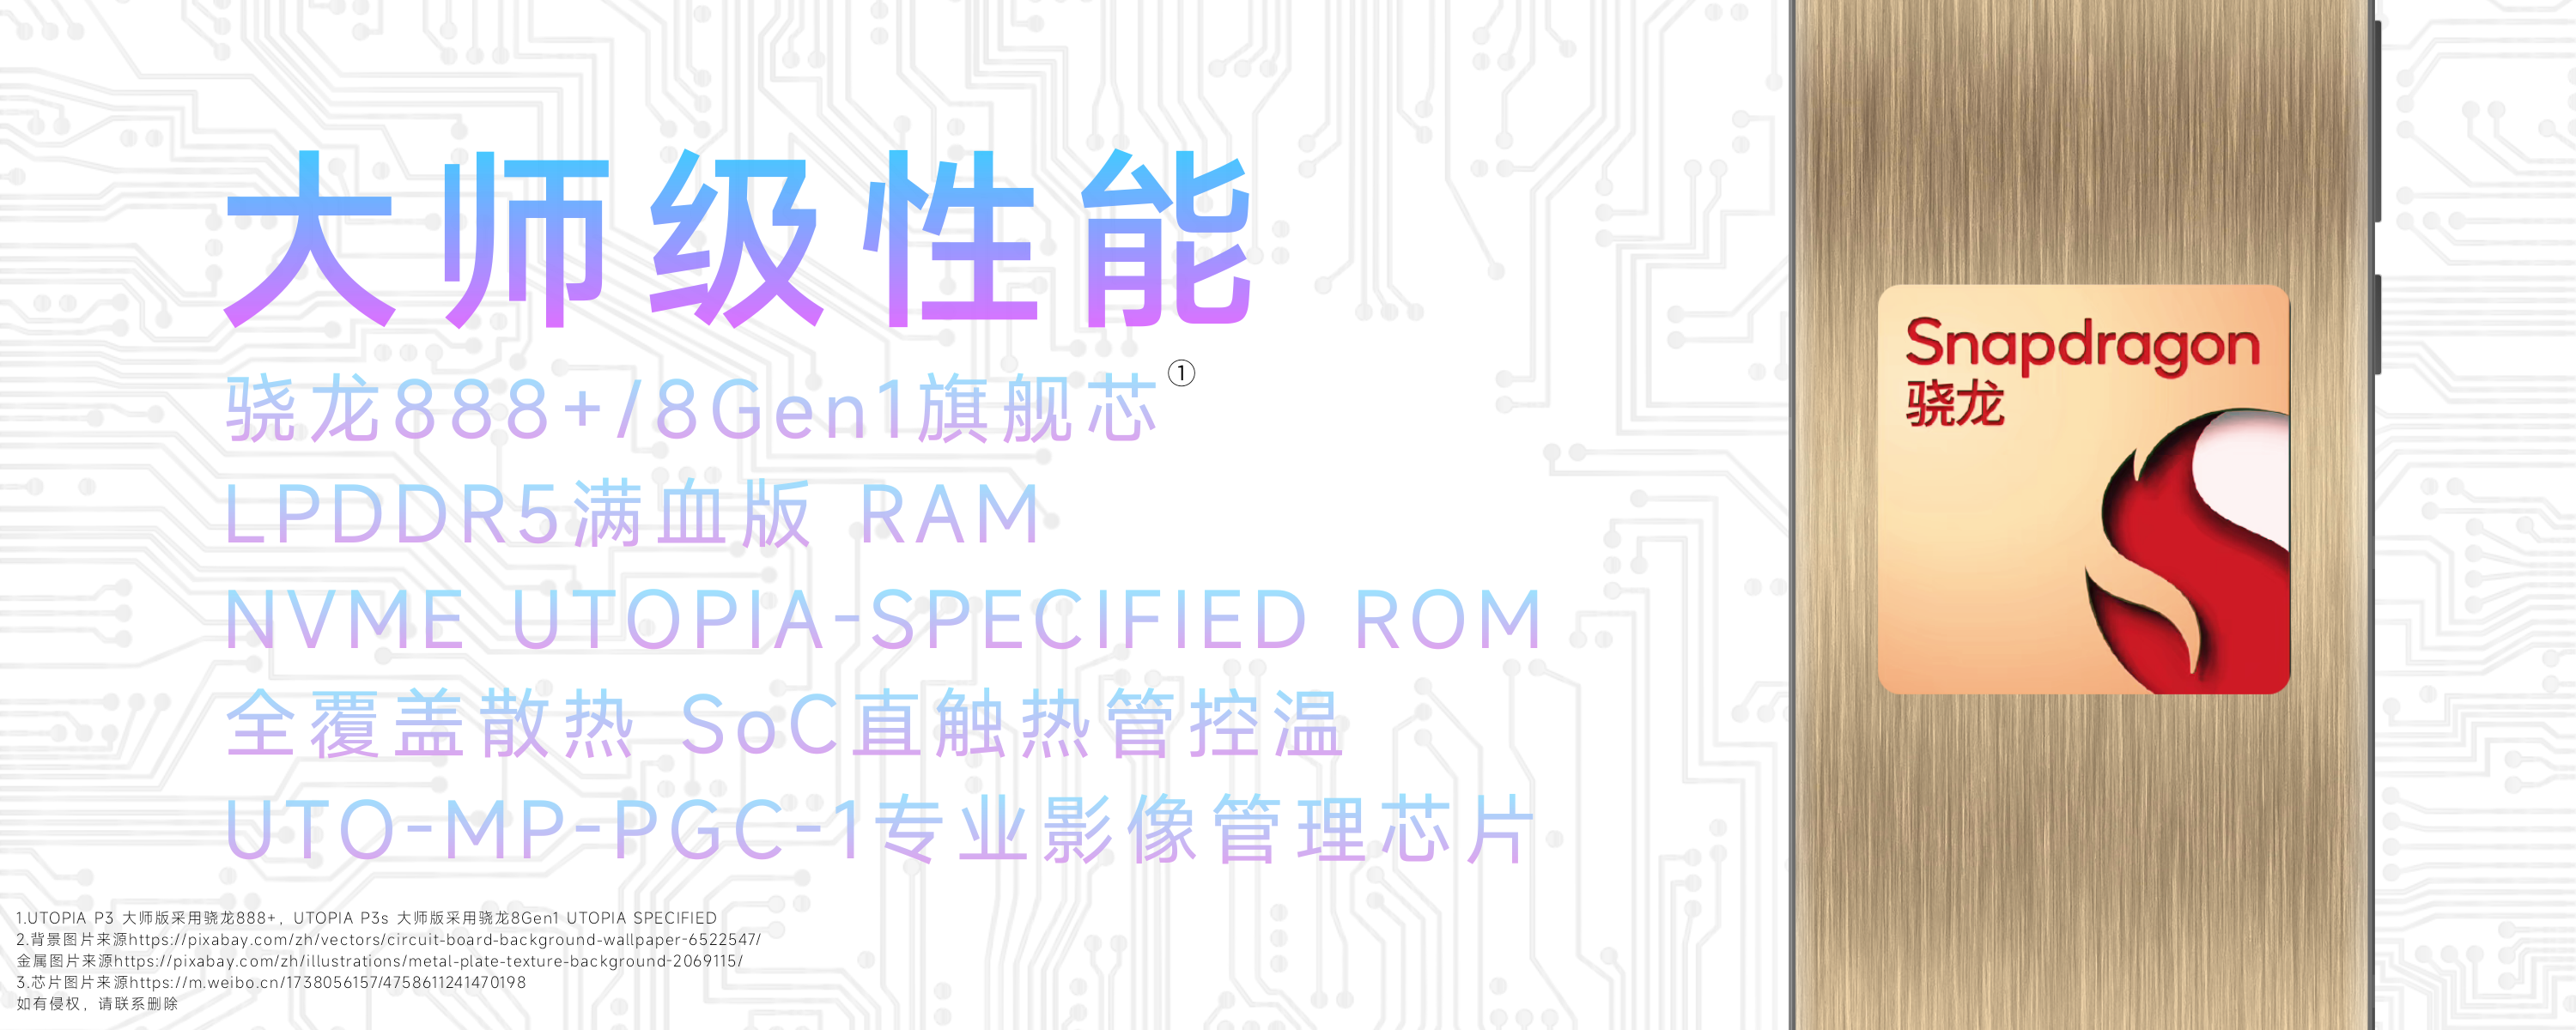 大师级性能
骁龙888+/8Gen1旗舰芯①
LPDDR5满血版 RAM
NVME UTOPIA-SPECIFIED ROM
全覆盖散热 SoC直触热管控温
UTO-MP-PGC-1专业影像管理芯片
Snapdragon
骁龙
1.UTOPIA P3 大师版采用骁龙888+，UTOPIA P3s 大师版采用骁龙8Gen1 UTOPIA SPECIFIED
2.背景图片来源https://pixabay.com/zh/vectors/circuit-board-background-wallpaper-6522547/
金属图片来源https://pixabay.com/zh/illustrations/metal-plate-texture-background-2069115/
3.芯片图片来源https://m.weibo.cn/1738056157/4758611241470198
如有侵权，请联系删除